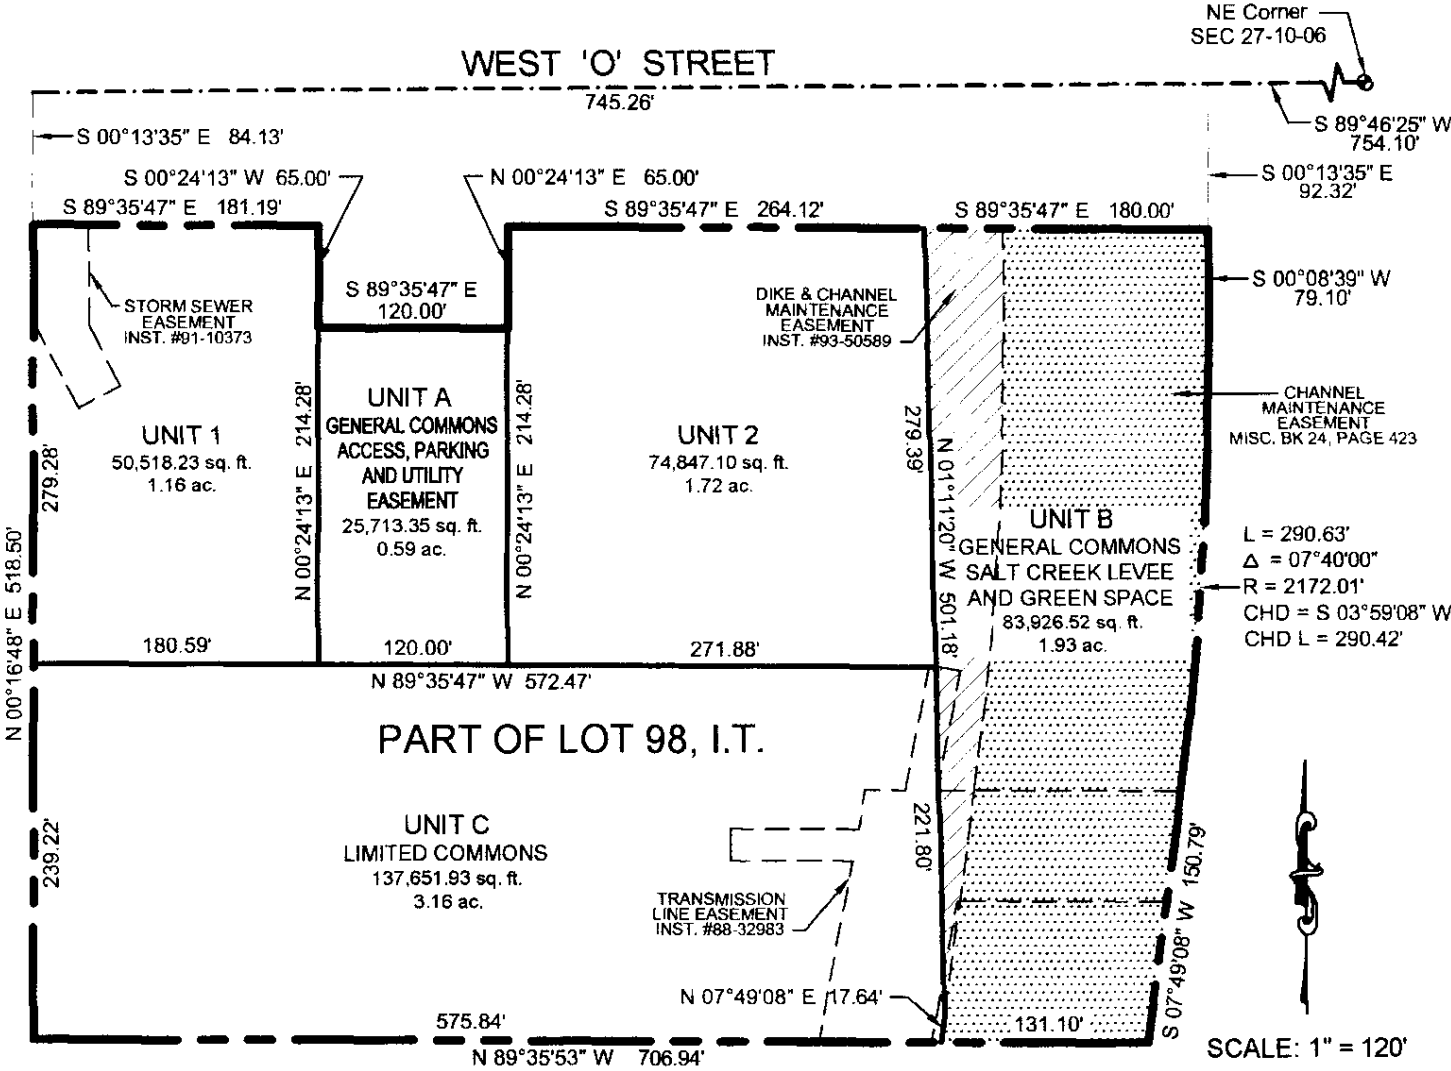 NE Corner
SEC 27-10-06
WEST 'O' STREET
745.26'
S 89°46'25" W
754.10'
S 00°13'35" E 84.13'
S 00°13'35" E
92.32'
S 00°24'13" W 65.00'
N 00°24'13" E 65.00'
S 89°35'47" E 181.19'
S 89°35'47" E 264.12'
S 89°35'47" E 180.00'
S 00°08'39" W
79.10'
S 89°35'47" E
120.00'
STORM SEWER
EASEMENT
INST. #91-10373
DIKE & CHANNEL
MAINTENANCE
EASEMENT
INST. #93-50589
CHANNEL
MAINTENANCE
EASEMENT
MISC. BK 24, PAGE 423
UNIT 1
50,518.23 sq. ft.
1.16 ac.
UNIT A
GENERAL COMMONS
ACCESS, PARKING
AND UTILITY
EASEMENT
25,713.35 sq. ft.
0.59 ac.
UNIT 2
74,847.10 sq. ft.
1.72 ac.
UNIT B
GENERAL COMMONS
SALT CREEK LEVEE
AND GREEN SPACE
83,926.52 sq. ft.
1.93 ac.
279.28'
N 00°24'13" E 214.28'
N 00°24'13" E 214.28'
279.39'
N 01°11'20" W 501.18'
L = 290.63'
Δ = 07°40'00"
R = 2172.01'
CHD = S 03°59'08" W
CHD L = 290.42'
N 00°16'48" E 518.50'
180.59'
120.00'
271.88'
N 89°35'47" W 572.47'
PART OF LOT 98, I.T.
UNIT C
LIMITED COMMONS
137,651.93 sq. ft.
3.16 ac.
239.22'
221.80'
TRANSMISSION
LINE EASEMENT
INST. #88-32983
S 07°49'08" W 150.79'
N 07°49'08" E 17.64'
575.84'
131.10'
N 89°35'53" W 706.94'
SCALE: 1" = 120'